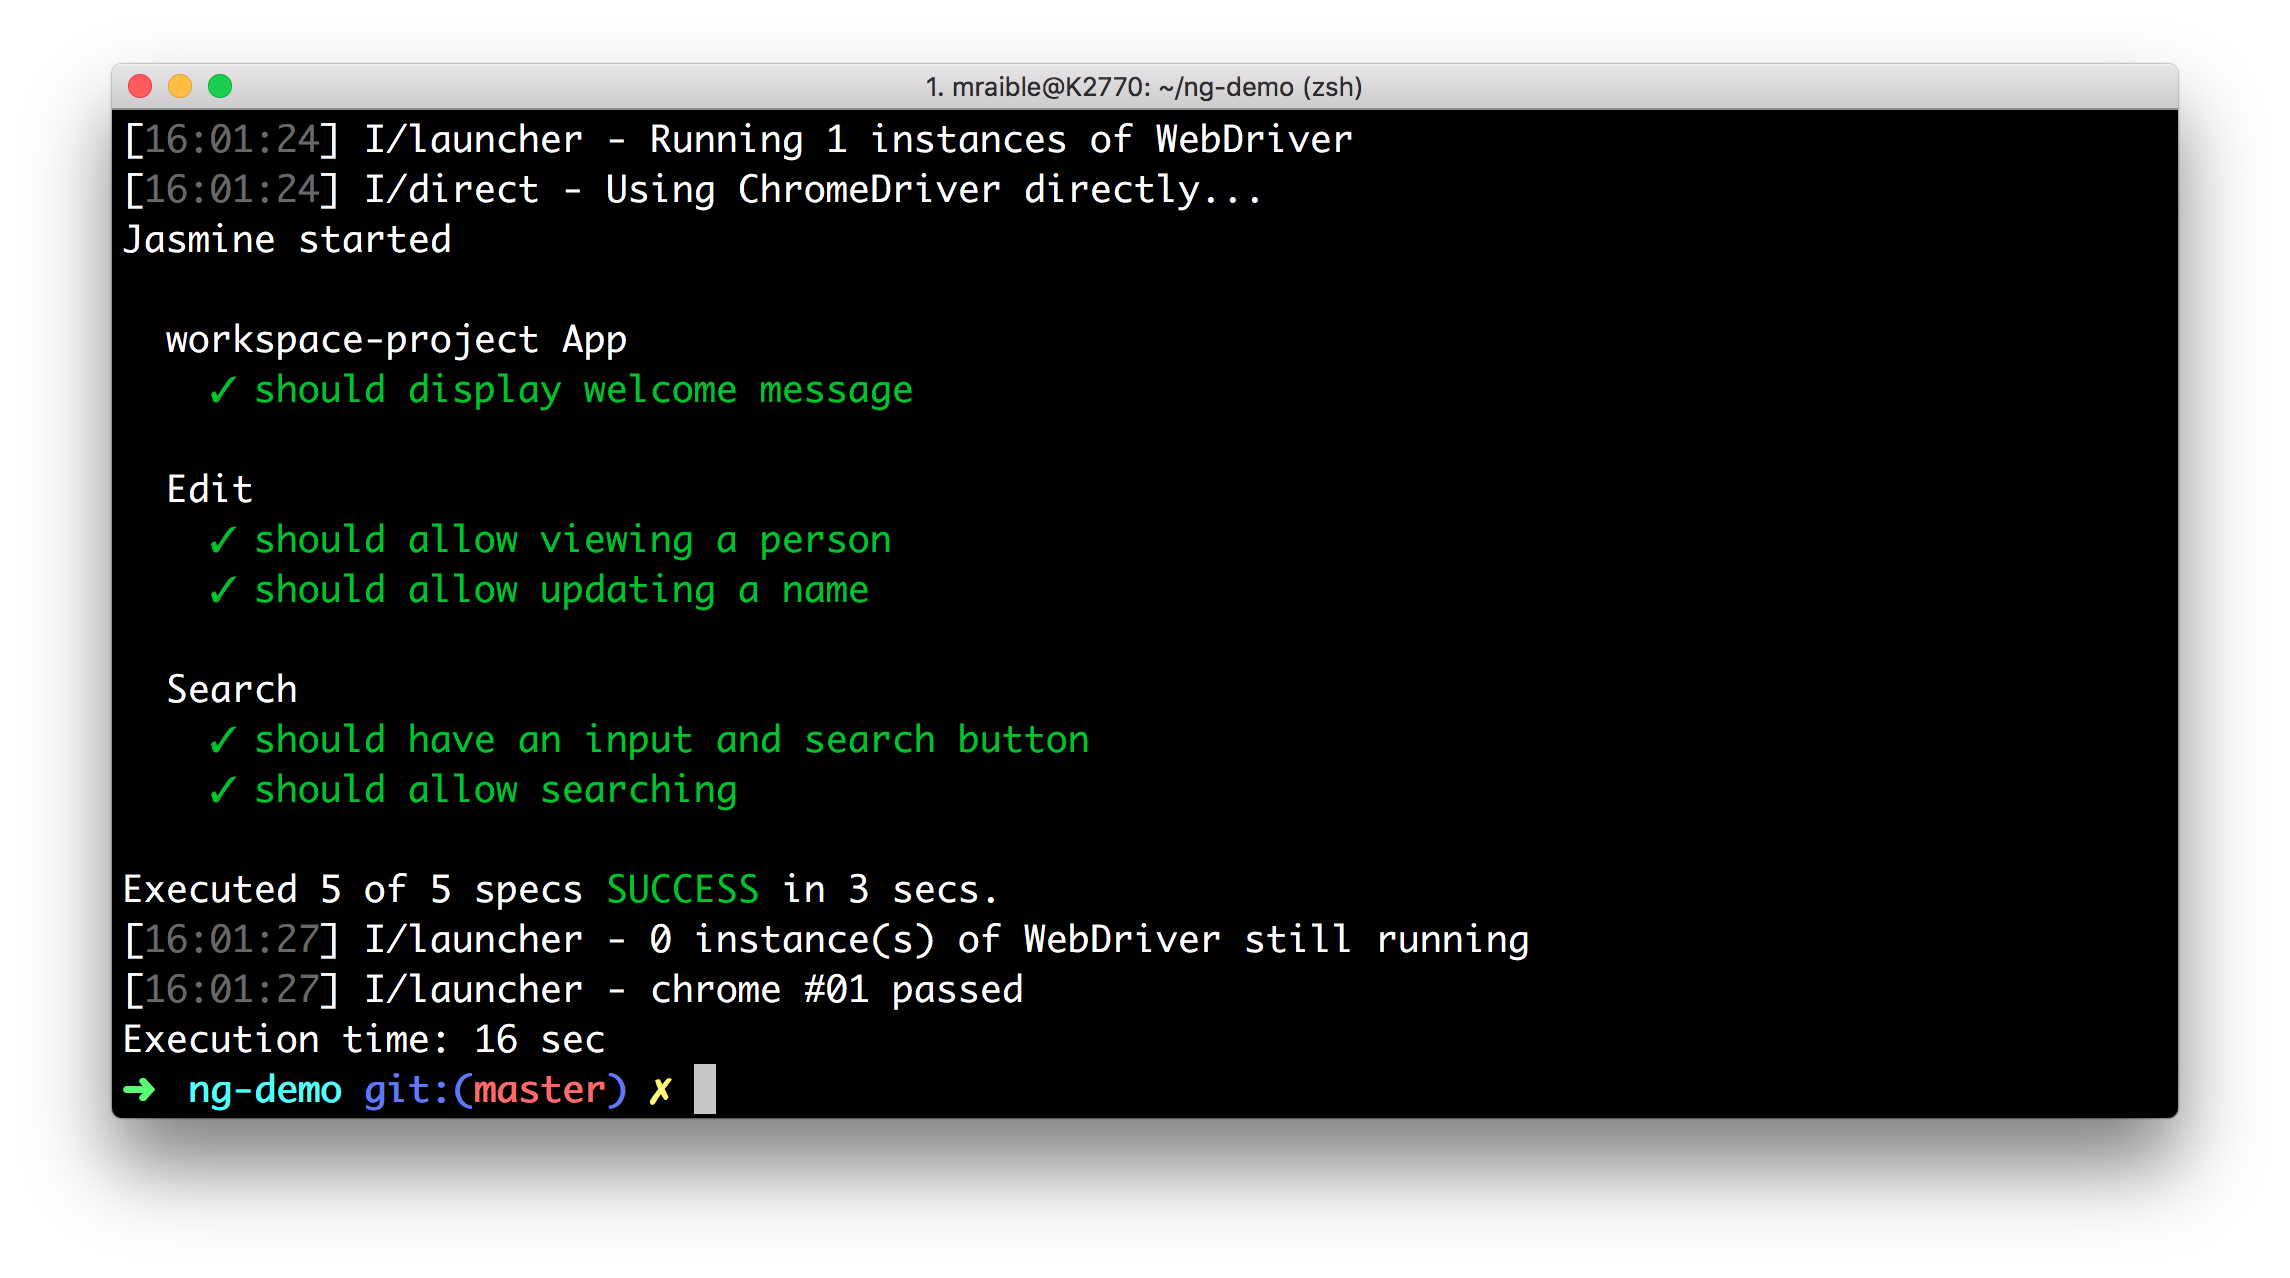 1. mraible@K2770: ~/ng-demo (zsh)
[16:01:24] I/launcher - Running 1 instances of WebDriver
[16:01:24] I/direct - Using ChromeDriver directly...
Jasmine started
workspace-project App
✓ should display welcome message
Edit
✓ should allow viewing a person
✓ should allow updating a name
Search
✓ should have an input and search button
✓ should allow searching
Executed 5 of 5 specs SUCCESS in 3 secs.
[16:01:27] I/launcher - 0 instance(s) of WebDriver still running
[16:01:27] I/launcher - chrome #01 passed
Execution time: 16 sec
➜ ng-demo git:(master) ✗